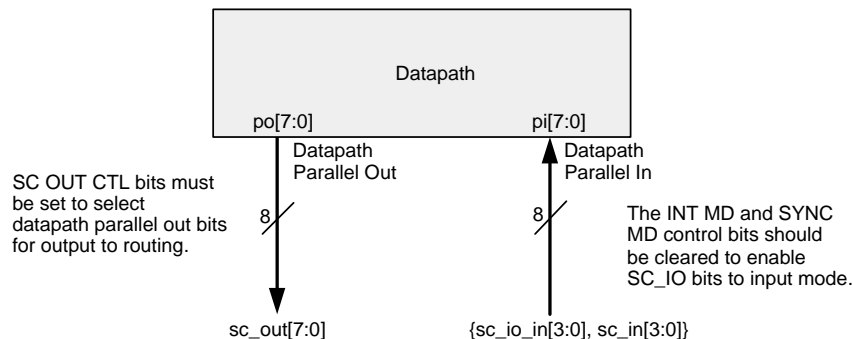 Datapath
po[7:0]
pi[7:0]
Datapath
Parallel Out
Datapath
Parallel In
SC OUT CTL bits must
be set to select
datapath parallel out bits
for output to routing.
8
8
The INT MD and SYNC
MD control bits should
be cleared to enable
SC_IO bits to input mode.
sc_out[7:0]
{sc_io_in[3:0], sc_in[3:0]}